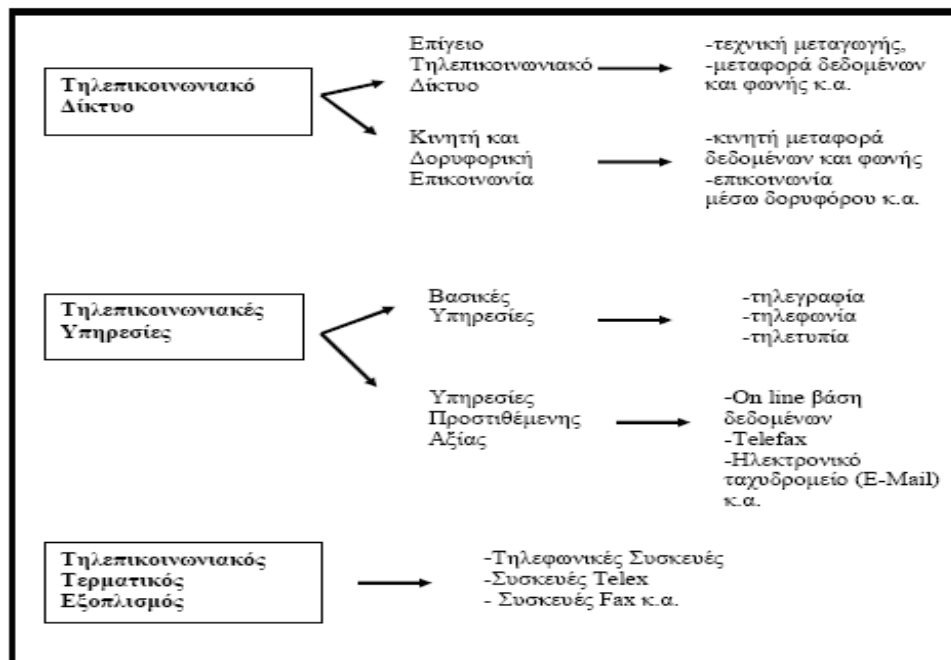 Τηλεπικοινωνιακό
Δίκτυο
Επίγειο
Τηλεπικοινωνιακό
Δίκτυο
-τεχνική μεταγωγής,
-μεταφορά δεδομένων
και φωνής κ.α.
Κινητή και
Δορυφορική
Επικοινωνία
-κινητή μεταφορά
δεδομένων και φωνής
-επικοινωνία
μέσω δορυφόρου κ.α.
Τηλεπικοινωνιακές
Υπηρεσίες
Βασικές
Υπηρεσίες
-τηλεγραφία
-τηλεφωνία
-τηλετυπία
Υπηρεσίες
Προστιθέμενης
Αξίας
-On line βάση
δεδομένων
-Telefax
-Ηλεκτρονικό
ταχυδρομείο (E-Mail)
κ.α.
Τηλεπικοινωνιακός
Τερματικός
Εξοπλισμός
-Τηλεφωνικές Συσκευές
-Συσκευές Telex
- Συσκευές Fax κ.α.